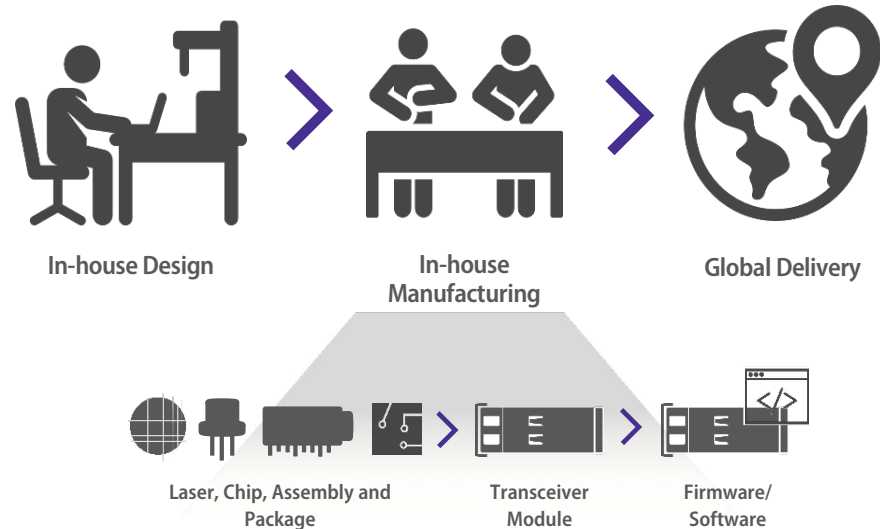 In-house Design
In-house
Manufacturing
Global Delivery
</>
Laser, Chip, Assembly and
Package
Transceiver
Module
Firmware/
Software